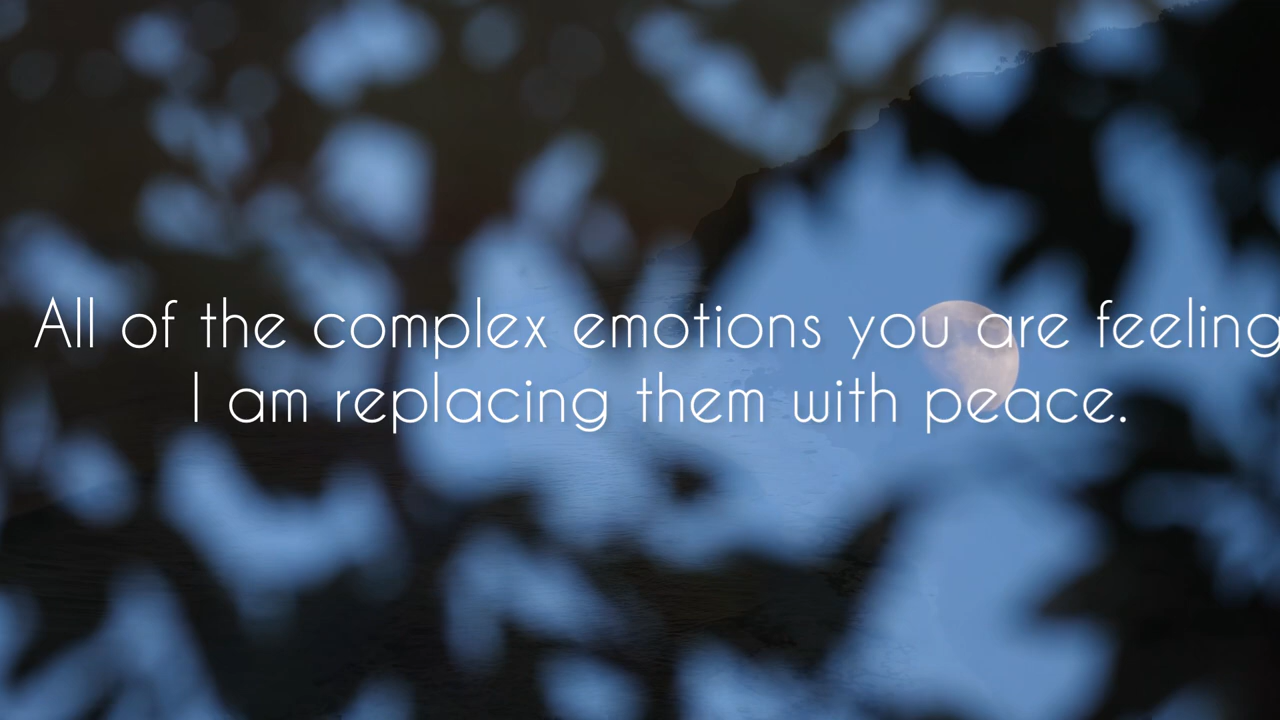 All of the complex emotions you are feeling
I am replacing them with peace.